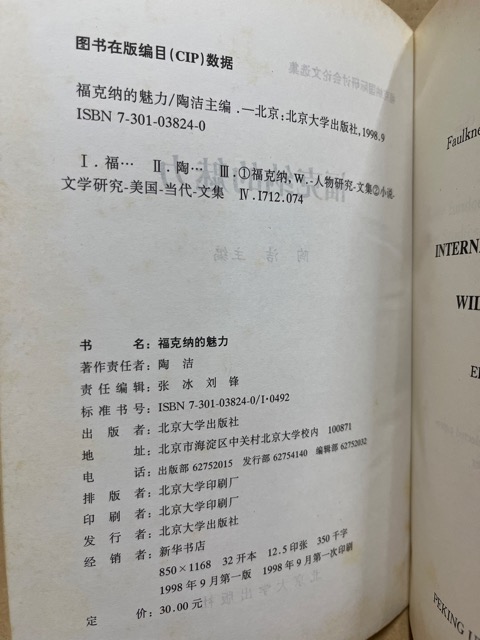 图书在版编目(CIP)数据
福克纳的魅力/陶洁主编.—北京:北京大学出版社,1998.9
ISBN 7-301-03824-0
Ⅰ.福… Ⅱ.陶… Ⅲ.①福克纳,W.-人物研究-文集②小说-
文学研究-美国-当代-文集 Ⅳ.I712.074
书 名:福克纳的魅力
著作责任者:陶 洁
责任编辑:张 冰 刘 锋
标准书号:ISBN 7-301-03824-0/I·0492
出 版 者:北京大学出版社
地 址:北京市海淀区中关村北京大学校内 100871
电 话:出版部 62752015 发行部 62754140 编辑部 62752032
排 版 者:北京大学印刷厂
印 刷 者:北京大学印刷厂
发 行 者:北京大学出版社
经 销 者:新华书店
850×1168 32开本 12.5印张 350千字
1998年9月第一版 1998年9月第一次印刷
定 价:30.00元
Faulkne
INTERN
WIL
PEKING U